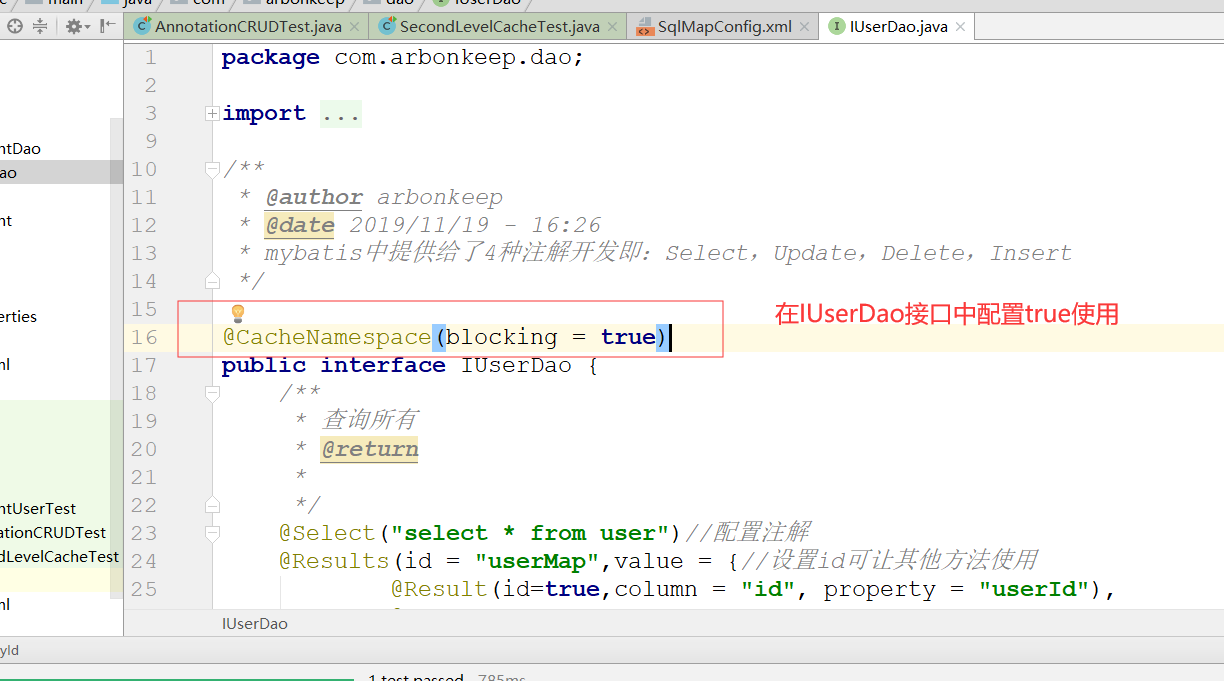 main java com arbonkeep dao IUserDao
AnnotationCRUDTest.java SecondLevelCacheTest.java SqlMapConfig.xml IUserDao.java
1 package com.arbonkeep.dao;
2
3 import ...
9
ntDao
10 /**
ao
11 * @author arbonkeep
nt
12 * @date 2019/11/19 - 16:26
13 * mybatis中提供给了4种注解开发即：Select，Update，Delete，Insert
14 */
erties
15
在IUserDao接口中配置true使用
16 @CacheNamespace(blocking = true)
ml
17 public interface IUserDao {
18 /**
19 * 查询所有
20 * @return
21 *
22 */
ntUserTest
23 @Select("select * from user")//配置注解
ationCRUDTest
24 @Results(id = "userMap",value = {//设置id可让其他方法使用
dLevelCacheTest
25 @Result(id=true,column = "id", property = "userId"),
ml
IUserDao
yId
1 test passed 785ms